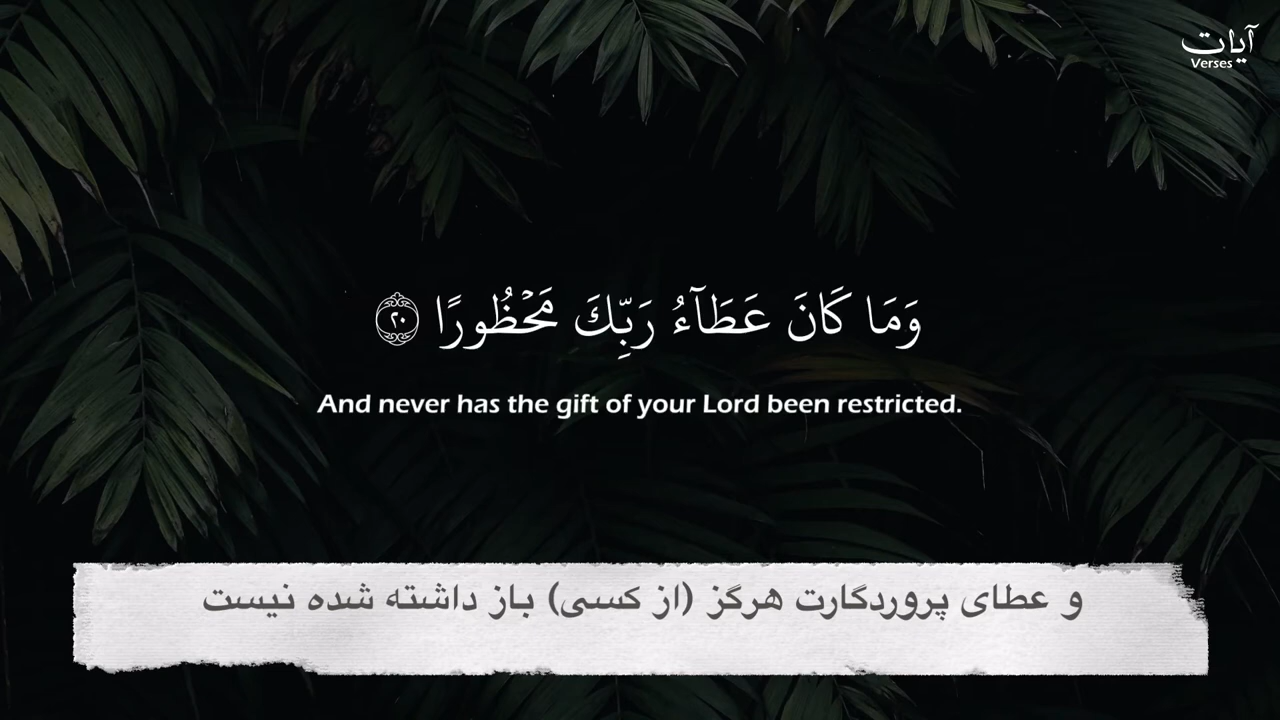 آيات
Verses
وَمَا كَانَ عَطَآءُ رَبِّكَ مَحۡظُورًا ٢٠
And never has the gift of your Lord been restricted.
و عطای پروردگارت هرگز (از کسی) باز داشته شده نیست